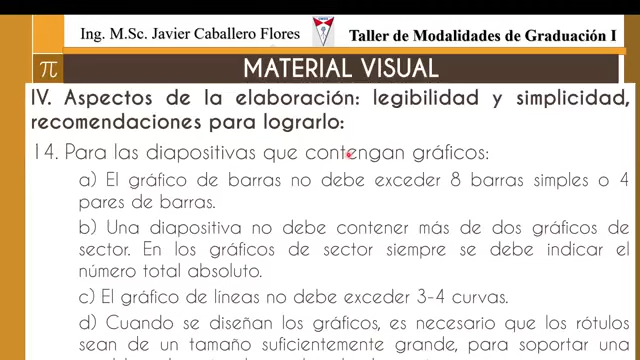 Ing. M.Sc. Javier Caballero Flores
Taller de Modalidades de Graduación I
π
MATERIAL VISUAL
IV. Aspectos de la elaboración: legibilidad y simplicidad,
recomendaciones para lograrlo:
14. Para las diapositivas que contengan gráficos:
a) El gráfico de barras no debe exceder 8 barras simples o 4
pares de barras.
b) Una diapositiva no debe contener más de dos gráficos de
sector. En los gráficos de sector siempre se debe indicar el
número total absoluto.
c) El gráfico de líneas no debe exceder 3-4 curvas.
d) Cuando se diseñan los gráficos, es necesario que los rótulos
sean de un tamaño suficientemente grande, para soportar una